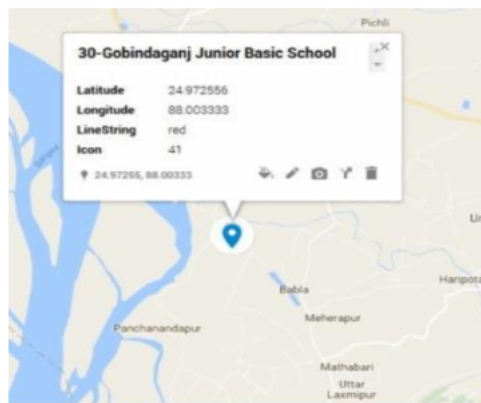 Pichli
30-Gobindaganj Junior Basic School
Latitude 24.972556
Longitude 88.003333
LineString red
Icon 41
24.97255, 88.00333
Babla
Haripota
Meherapur
Panchanandapur
Mathabari
Uttar
Laxmipur